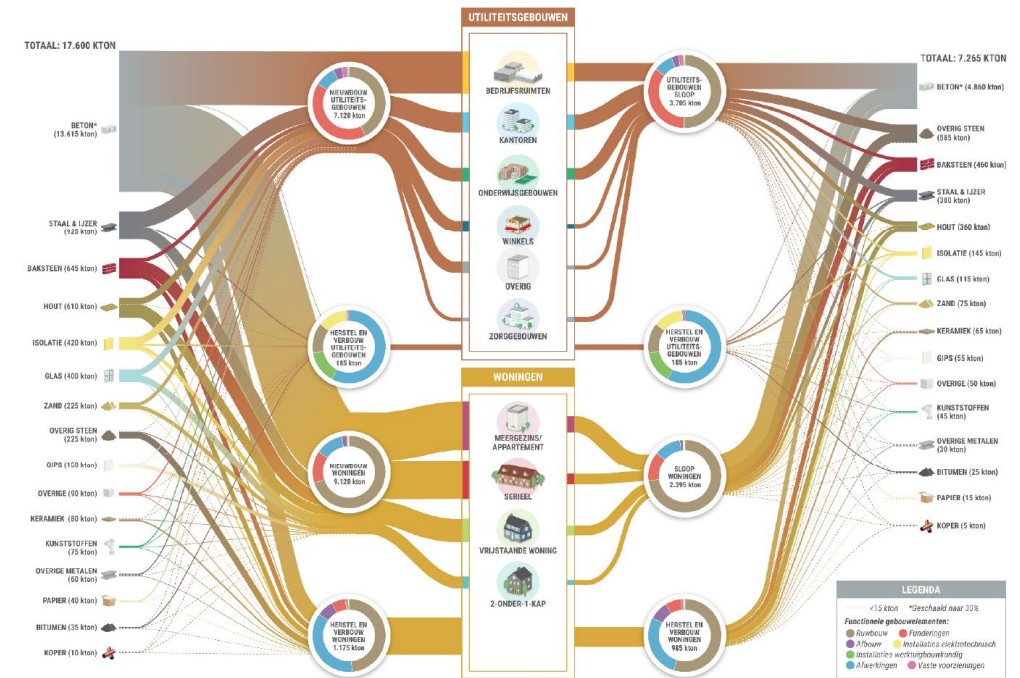 UTILITEITSGEBOUWEN
TOTAAL: 17.600 KTON
BETON*
(13.615 kton)
STAAL & IJZER
(925 kton)
BAKSTEEN (645 kton)
HOUT (610 kton)
ISOLATIE (420 kton)
GLAS (400 kton)
ZAND (225 kton)
OVERIG STEEN
(225 kton)
GIPS (150 kton)
OVERIGE (90 kton)
KERAMIEK (80 kton)
KUNSTSTOFFEN
(75 kton)
OVERIGE METALEN
(60 kton)
PAPIER (40 kton)
BITUMEN (35 kton)
KOPER (10 kton)
NIEUWBOUW
UTILITEITS-
GEBOUWEN
7.120 kton
HERSTEL EN
VERBOUW
UTILITEITS-
GEBOUWEN
185 kton
NIEUWBOUW
WONINGEN
9.120 kton
HERSTEL EN
VERBOUW
WONINGEN
1.175 kton
BEDRIJFSRUIMTEN
KANTOREN
ONDERWIJSGEBOUWEN
WINKELS
OVERIG
ZORGGEBOUWEN
WONINGEN
MEERGEZINS/
APPARTEMENT
SERIEEL
VRIJSTAANDE WONING
2-ONDER-1-KAP
UTILITEITS-
GEBOUWEN
SLOOP
3.705 kton
HERSTEL EN
VERBOUW
UTILITEITS-
GEBOUWEN
185 kton
SLOOP
WONINGEN
2.395 kton
HERSTEL EN
VERBOUW
WONINGEN
985 kton
TOTAAL: 7.265 KTON
BETON* (4.860 kton)
OVERIG STEEN
(585 kton)
BAKSTEEN (460 kton)
STAAL & IJZER
(380 kton)
HOUT (360 kton)
ISOLATIE (145 kton)
GLAS (115 kton)
ZAND (75 kton)
KERAMIEK (65 kton)
GIPS (55 kton)
OVERIGE (50 kton)
KUNSTSTOFFEN
(45 kton)
OVERIGE METALEN
(30 kton)
BITUMEN (25 kton)
PAPIER (15 kton)
KOPER (5 kton)
LEGENDA
<15 kton *Geschaald naar 30%
Functionele gebouwelementen:
Ruwbouw Funderingen
Afbouw Installaties elektrotechnisch
Installaties werktuigbouwkundig
Afwerkingen Vaste voorzieningen